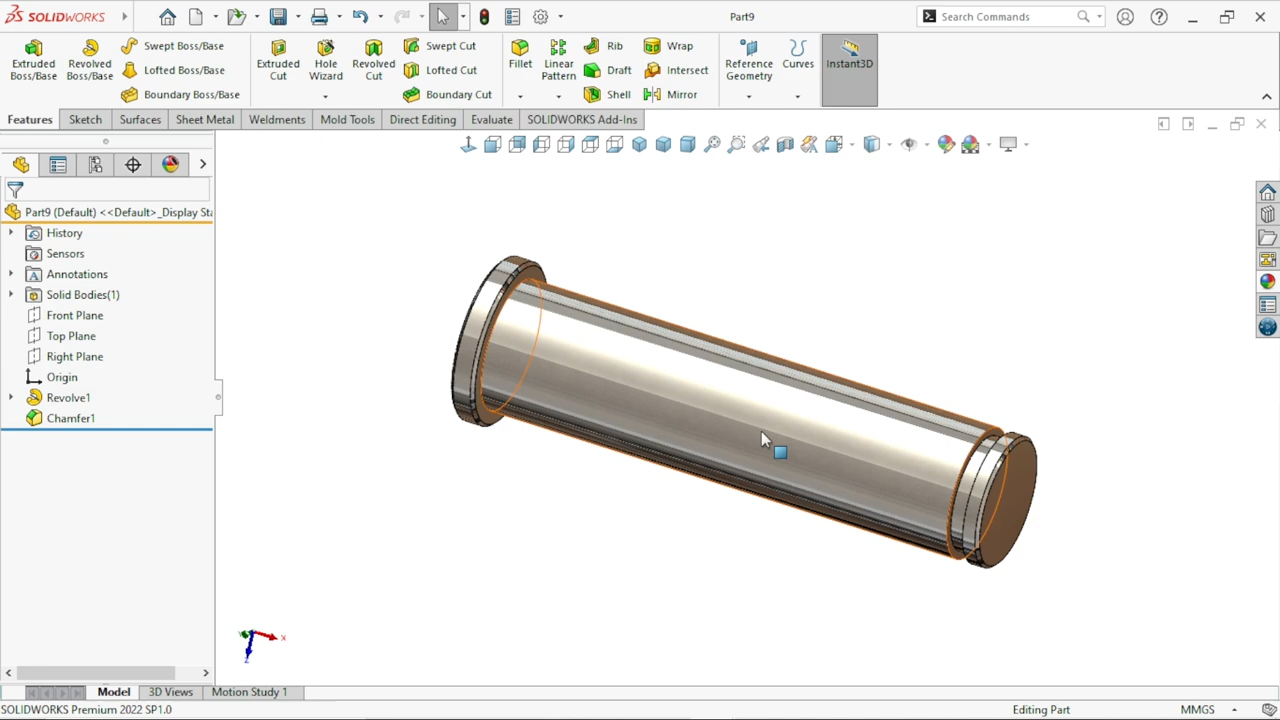 SOLIDWORKS
Part9
Search Commands
Extruded Boss/Base
Revolved Boss/Base
Swept Boss/Base
Lofted Boss/Base
Boundary Boss/Base
Extruded Cut
Hole Wizard
Revolved Cut
Swept Cut
Lofted Cut
Boundary Cut
Fillet
Linear Pattern
Rib
Draft
Shell
Wrap
Intersect
Mirror
Reference Geometry
Curves
Instant3D
Features Sketch Surfaces Sheet Metal Weldments Mold Tools Direct Editing Evaluate SOLIDWORKS Add-Ins
Part9 (Default) <<Default>_Display Sta
History
Sensors
Annotations
Solid Bodies(1)
Front Plane
Top Plane
Right Plane
Origin
Revolve1
Chamfer1
Y X
Z
Model 3D Views Motion Study 1
SOLIDWORKS Premium 2022 SP1.0 Editing Part MMGS